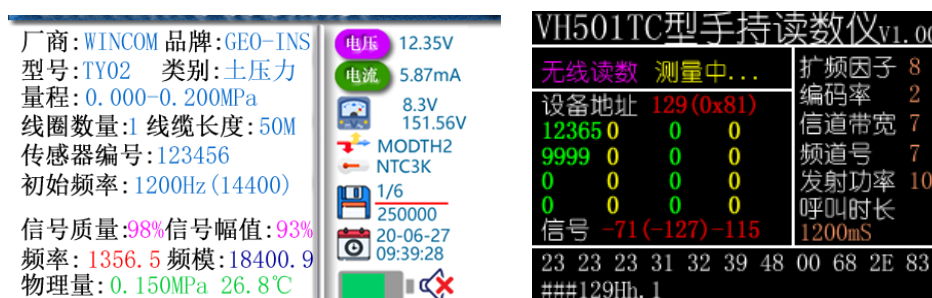 厂商:WINCOM 品牌:GEO-INS
型号:TY02 类别:土压力
量程:0.000-0.200MPa
线圈数量:1 线缆长度:50M
传感器编号:123456
初始频率:1200Hz(14400)
信号质量:98%信号幅值:93%
频率:1356.5 频模:18400.9
物理量:0.150MPa 26.8℃
电压 12.35V
电流 5.87mA
8.3V
151.56V
MODTH2
NTC3K
1/6
250000
20-06-27
09:39:28
VH501TC型手持读数仪V1.00
无线读数 测量中...
设备地址 129(0x81)
12365 0 0 0
9999 0 0 0
0 0 0 0
0 0 0 0
信号 -71(-127)-115
扩频因子 8
编码率 2
信道带宽 7
频道号 7
发射功率 10
呼叫时长
1200mS
23 23 23 31 32 39 48 00 68 2E 83
###129Hh.1